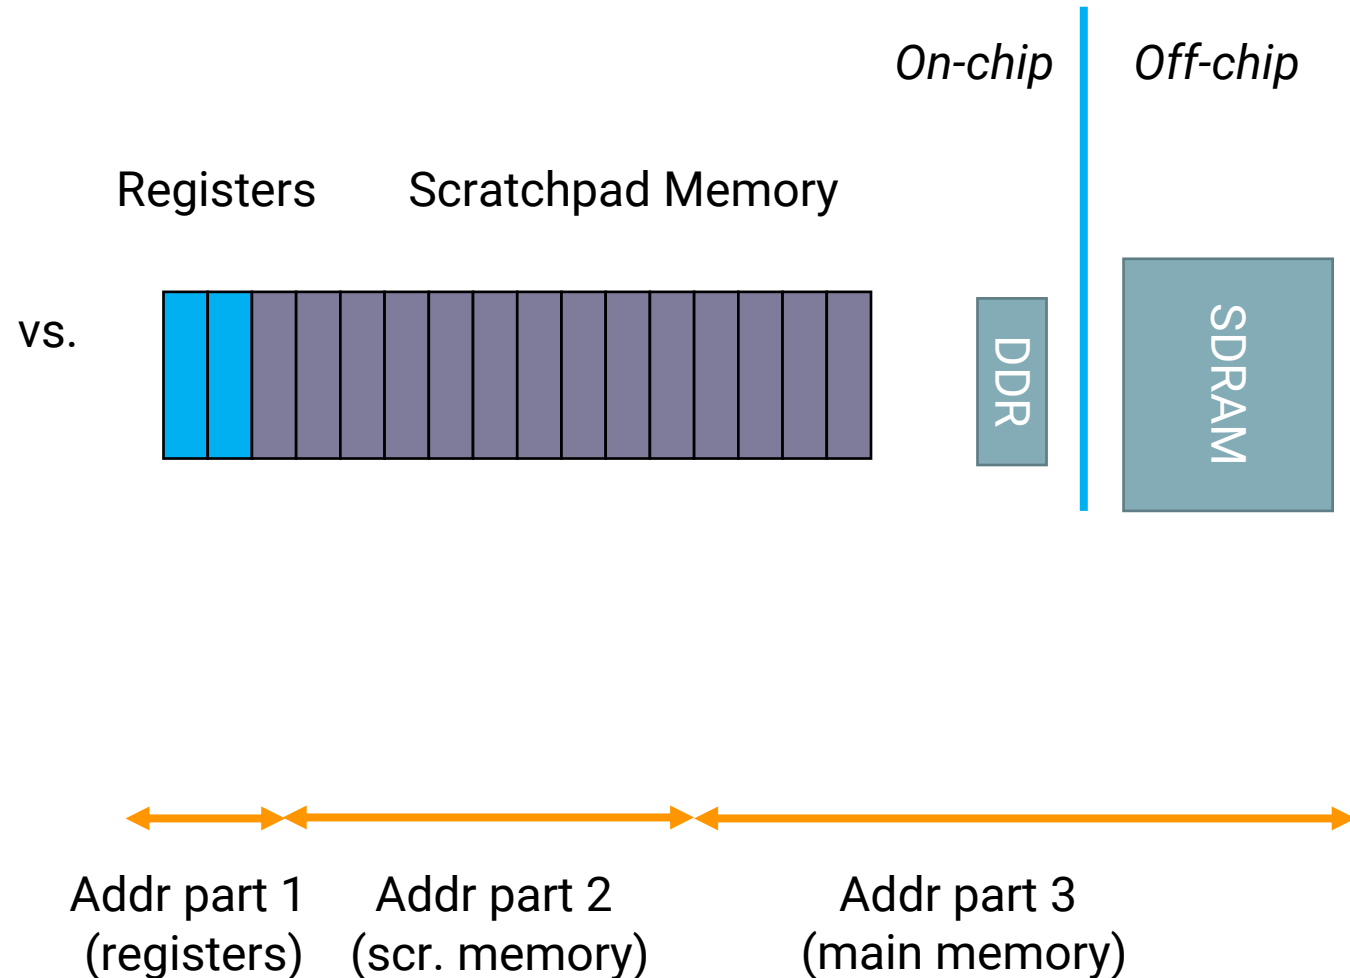 On-chip
Off-chip
Registers
Scratchpad Memory
vs.
DDR
SDRAM
Addr part 1
(registers)
Addr part 2
(scr. memory)
Addr part 3
(main memory)